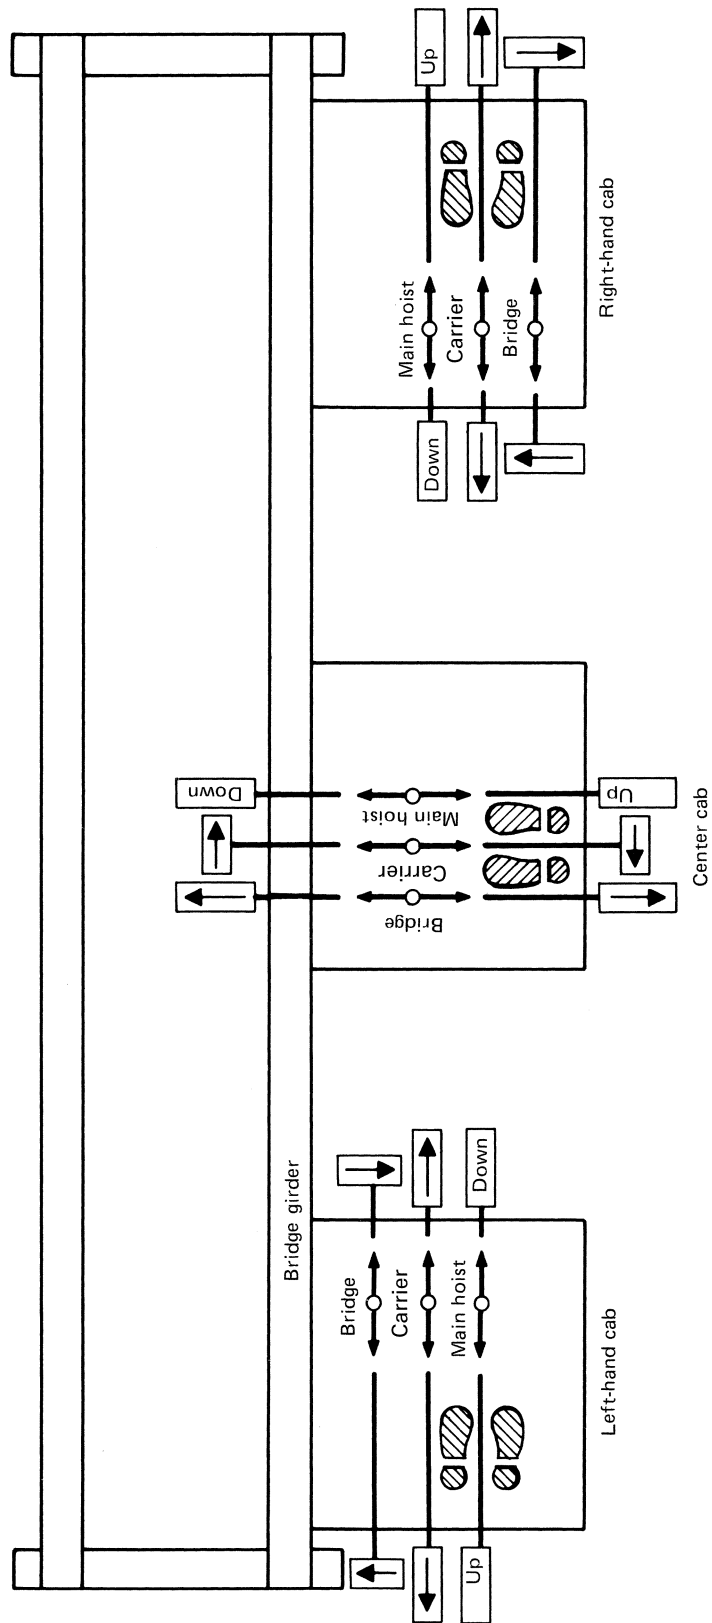 Bridge girder
Up
Down
Bridge
Carrier
Main hoist
Left-hand cab
Down
Up
Bridge
Carrier
Main hoist
Center cab
Down
Up
Main hoist
Carrier
Bridge
Right-hand cab